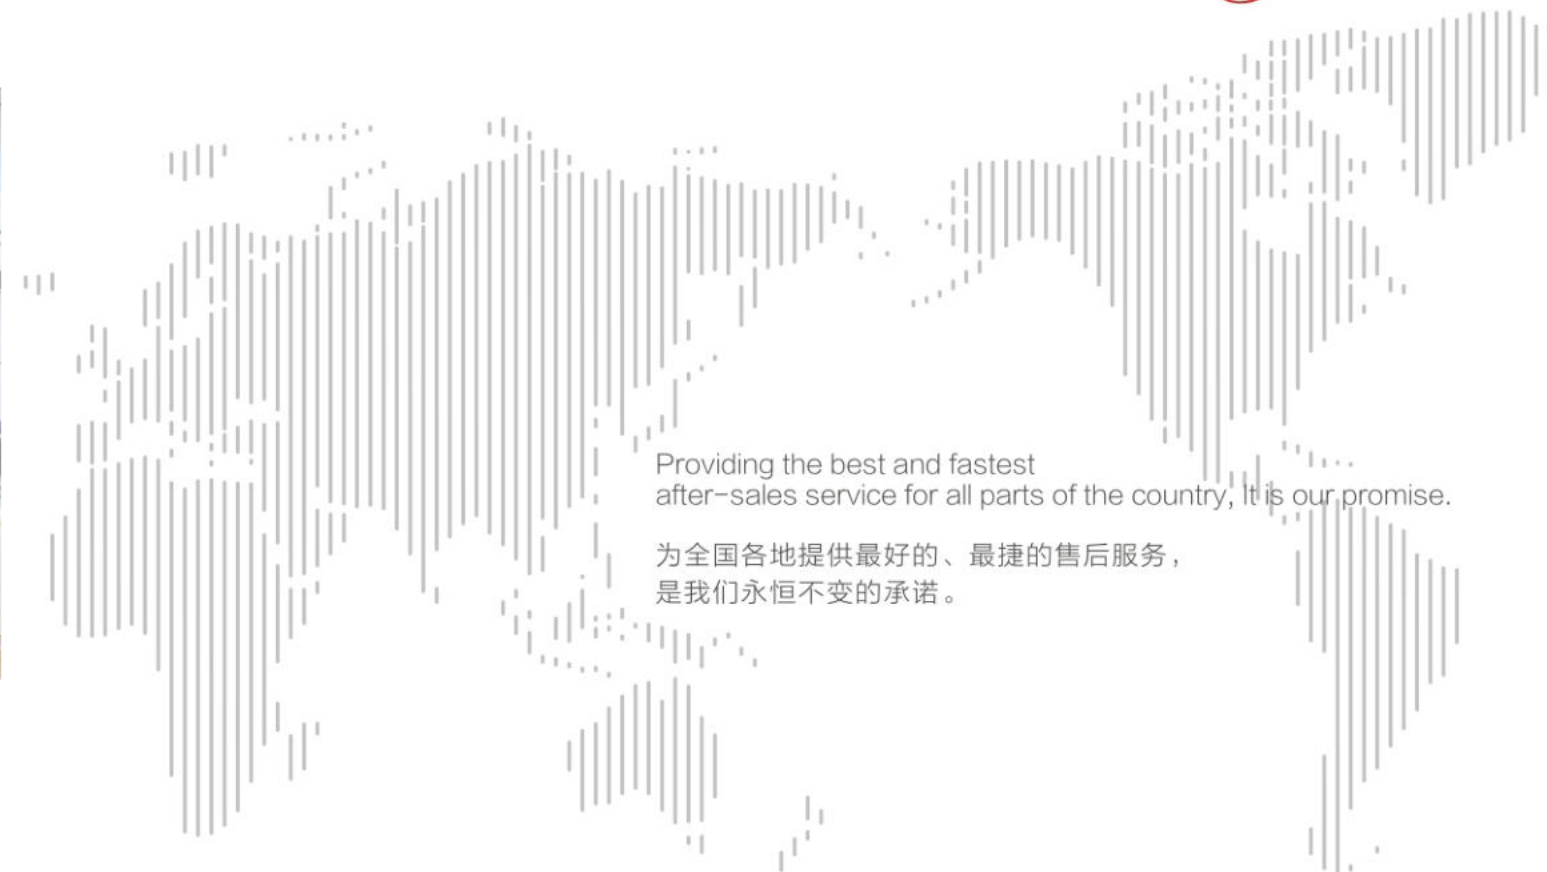 Providing the best and fastest
after-sales service for all parts of the country, It is our promise.
为全国各地提供最好的、最捷的售后服务，
是我们永恒不变的承诺。